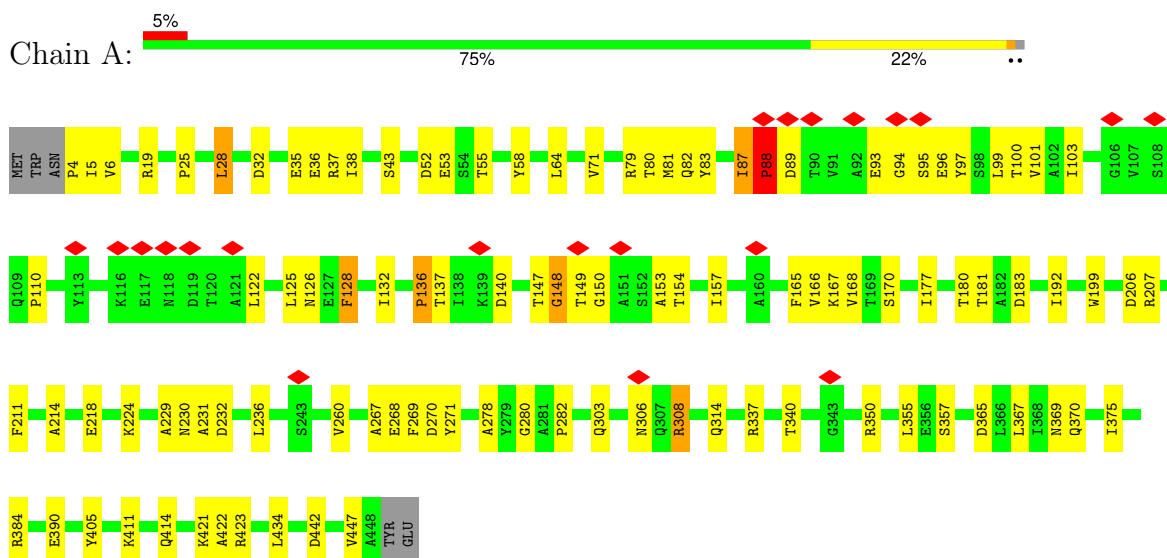 5%
Chain A:
75% 22% ••
MET TRP ASN P4 I5 V6 R19 P25 L28 D32 E35 E36 R37 I38 S43 D52 E53 S54 T55 Y58 L64 V71 R79 T80 M81 Q82 Y83 I87 P88 D89 T90 V91 A92 E93 G94 S95 E96 Y97 S98 L99 T100 V101 A102 I103 G106 V107 S108
Q109 P110 Y113 K116 E117 N118 D119 T120 A121 L122 L125 N126 E127 F128 I132 P136 T137 I138 K139 D140 T147 G148 T149 G150 A151 S152 A153 T154 I157 A160 F165 V166 K167 V168 T169 S170 I177 T180 T181 A182 D183 I192 W199 D206 R207
F211 A214 E218 K224 A229 N230 A231 D232 L236 S243 V260 A267 E268 F269 D270 Y271 A278 Y279 G280 A281 P282 Q303 N306 Q307 R308 Q314 R337 T340 G343 R350 L355 E356 S357 D365 L366 L367 I368 N369 Q370 I375
R384 E390 Y405 K411 Q414 K421 A422 R423 L434 D442 V447 A448 TYR GLU